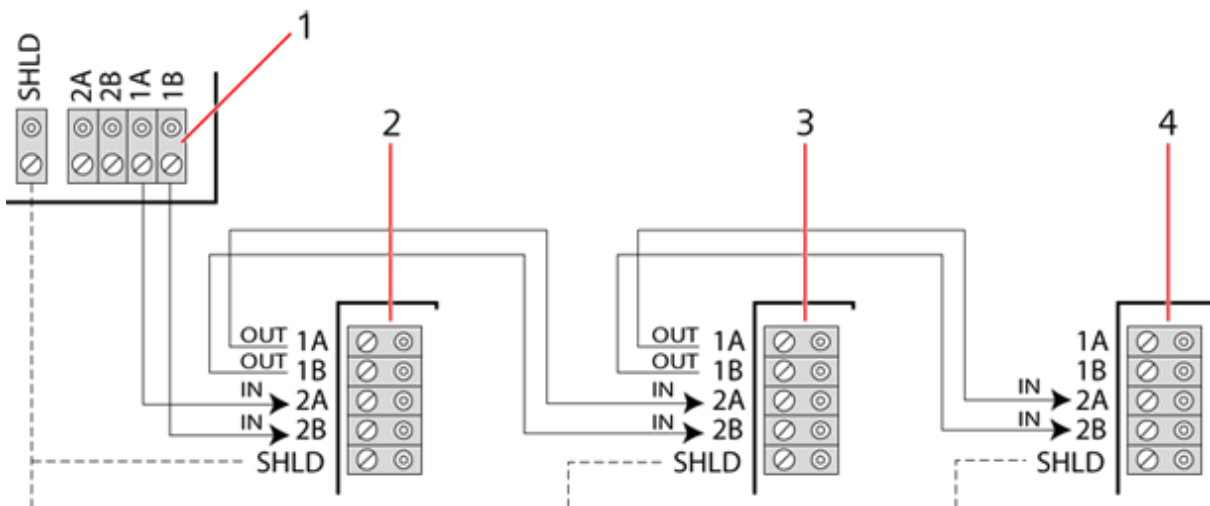 1
SHLD
2A
2B
1A
1B
2
3
4
OUT 1A
OUT 1B
IN 2A
IN 2B
SHLD
OUT 1A
OUT 1B
IN 2A
IN 2B
SHLD
1A
1B
IN 2A
IN 2B
SHLD